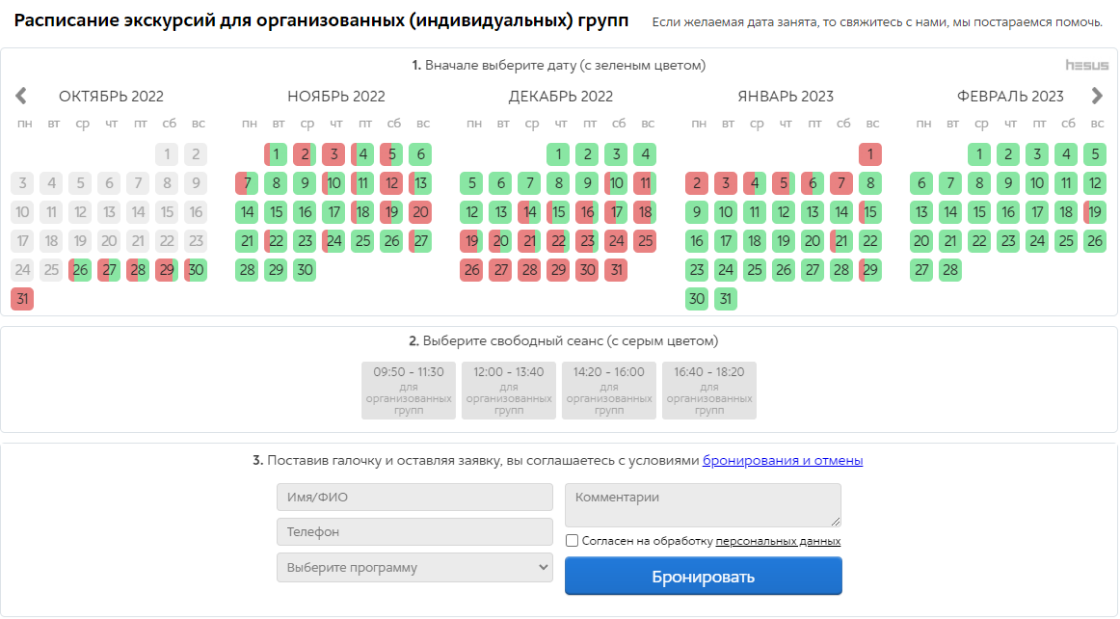 Расписание экскурсий для организованных (индивидуальных) групп Если желаемая дата занята, то свяжитесь с нами, мы постараемся помочь.
1. Вначале выберите дату (с зеленым цветом)
hesus
ОКТЯБРЬ 2022 НОЯБРЬ 2022 ДЕКАБРЬ 2022 ЯНВАРЬ 2023 ФЕВРАЛЬ 2023
пн вт ср чт пт сб вс пн вт ср чт пт сб вс пн вт ср чт пт сб вс пн вт ср чт пт сб вс пн вт ср чт пт сб вс
1 2 1 2 3 4 5 6 1 2 3 4 1 1 2 3 4 5
3 4 5 6 7 8 9 7 8 9 10 11 12 13 5 6 7 8 9 10 11 2 3 4 5 6 7 8 6 7 8 9 10 11 12
10 11 12 13 14 15 16 14 15 16 17 18 19 20 12 13 14 15 16 17 18 9 10 11 12 13 14 15 13 14 15 16 17 18 19
17 18 19 20 21 22 23 21 22 23 24 25 26 27 19 20 21 22 23 24 25 16 17 18 19 20 21 22 20 21 22 23 24 25 26
24 25 26 27 28 29 30 28 29 30 26 27 28 29 30 31 23 24 25 26 27 28 29 27 28
31 30 31
2. Выберите свободный сеанс (с серым цветом)
09:50 - 11:30 12:00 - 13:40 14:20 - 16:00 16:40 - 18:20
для для для для
организованных организованных организованных организованных
групп групп групп групп
3. Поставив галочку и оставляя заявку, вы соглашаетесь с условиями бронирования и отмены
Имя/ФИО
Комментарии
Телефон
Согласен на обработку персональных данных
Выберите программу
Бронировать